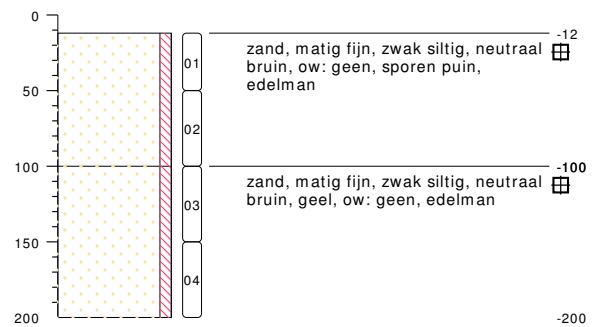 0
-12
zand, matig fijn, zwak siltig, neutraal
bruin, ow: geen, sporen puin,
edelman
01
50
02
100
-100
zand, matig fijn, zwak siltig, neutraal
bruin, geel, ow: geen, edelman
03
150
04
200
-200